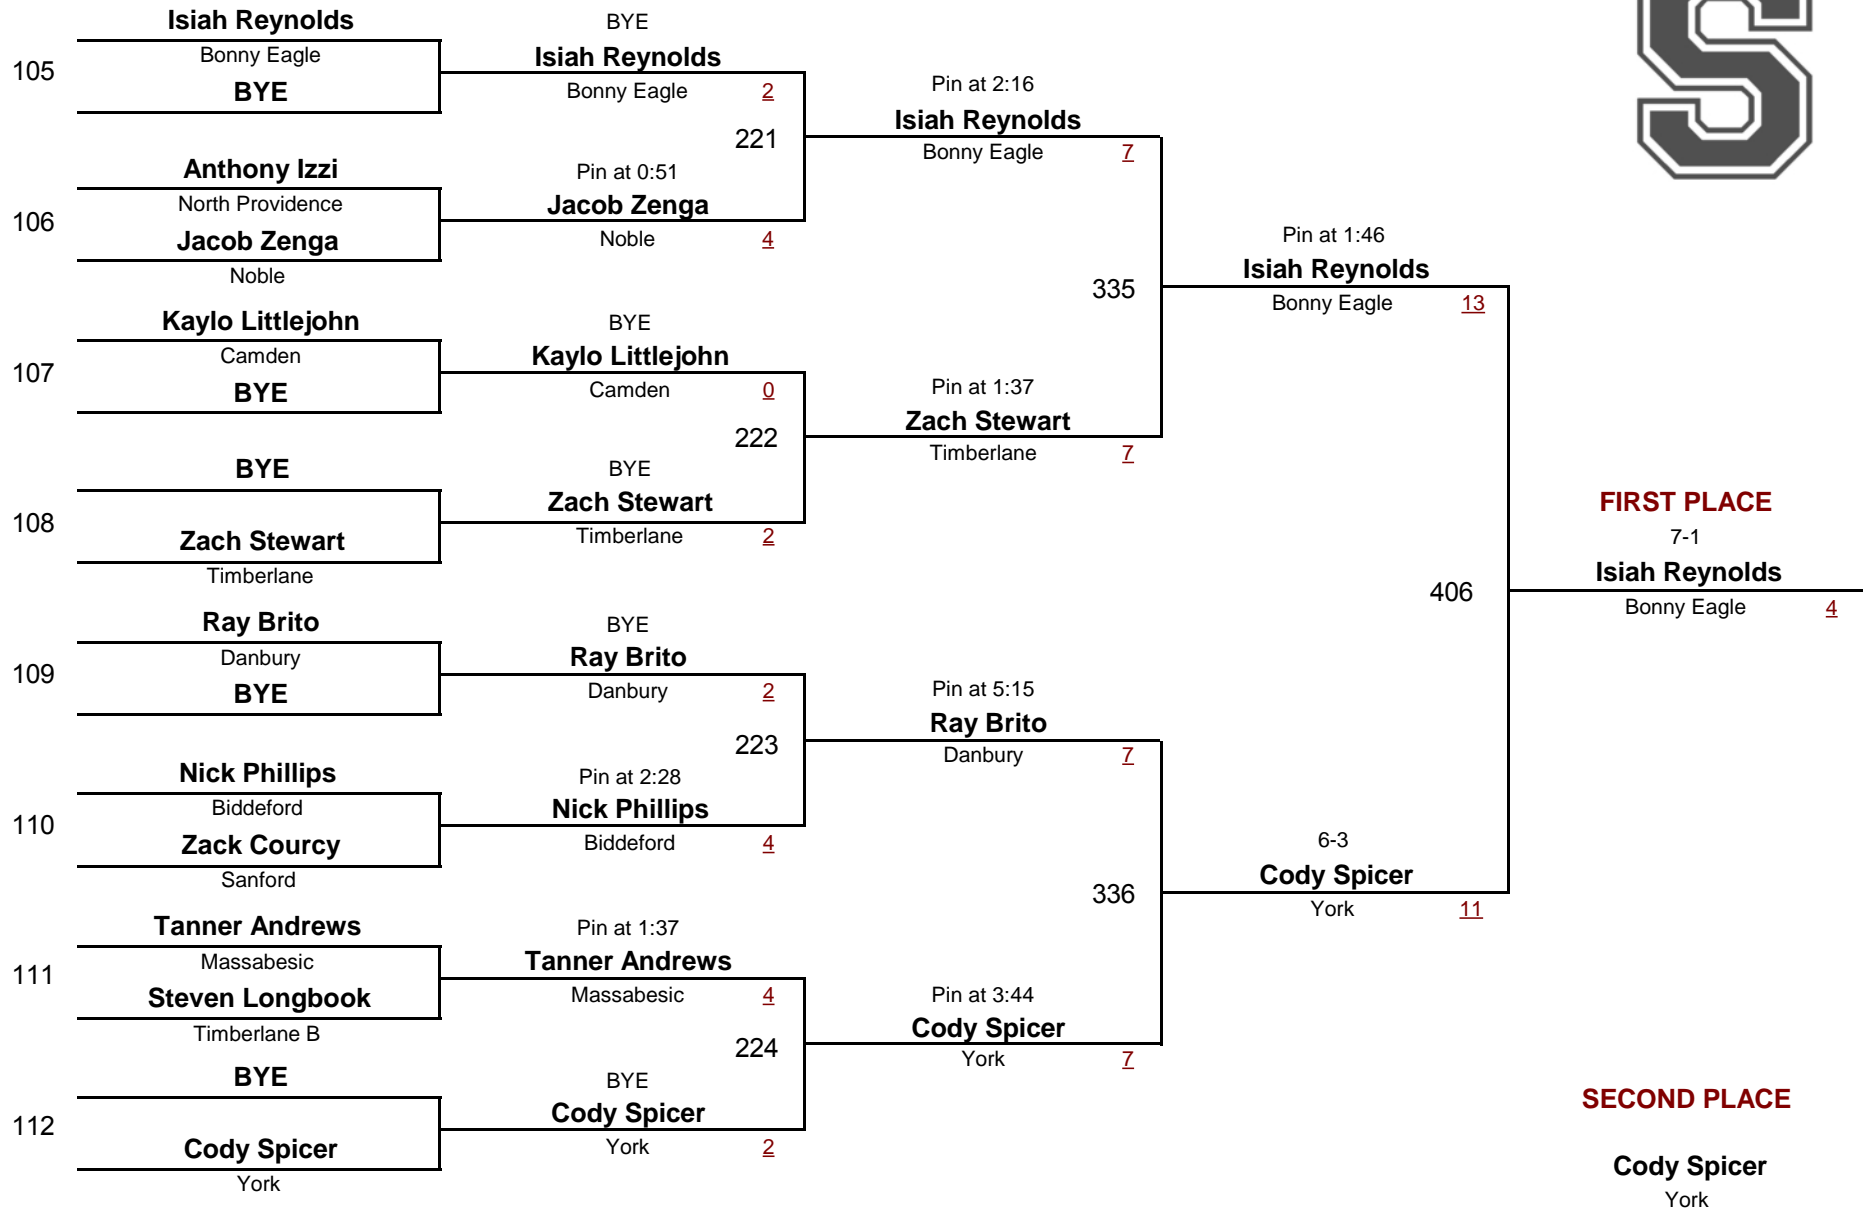 Isiah Reynolds
Bonny Eagle
105
BYE
Anthony Izzi
North Providence
106
Jacob Zenga
Noble
Kaylo Littlejohn
Camden
107
BYE
BYE
108
Zach Stewart
Timberlane
Ray Brito
Danbury
109
BYE
Nick Phillips
Biddeford
110
Zack Courcy
Sanford
Tanner Andrews
Massabesic
111
Steven Longbook
Timberlane B
BYE
112
Cody Spicer
York
BYE
Isiah Reynolds
Bonny Eagle 2
221
Pin at 0:51
Jacob Zenga
Noble 4
BYE
Kaylo Littlejohn
Camden 0
222
BYE
Zach Stewart
Timberlane 2
BYE
Ray Brito
Danbury 2
223
Pin at 2:28
Nick Phillips
Biddeford 4
Pin at 1:37
Tanner Andrews
Massabesic 4
224
BYE
Cody Spicer
York 2
Pin at 2:16
Isiah Reynolds
Bonny Eagle 7
335
Pin at 1:37
Zach Stewart
Timberlane 7
Pin at 5:15
Ray Brito
Danbury 7
336
Pin at 3:44
Cody Spicer
York 7
Pin at 1:46
Isiah Reynolds
Bonny Eagle 13
406
6-3
Cody Spicer
York 11
S
FIRST PLACE
7-1
Isiah Reynolds
Bonny Eagle 4
SECOND PLACE
Cody Spicer
York